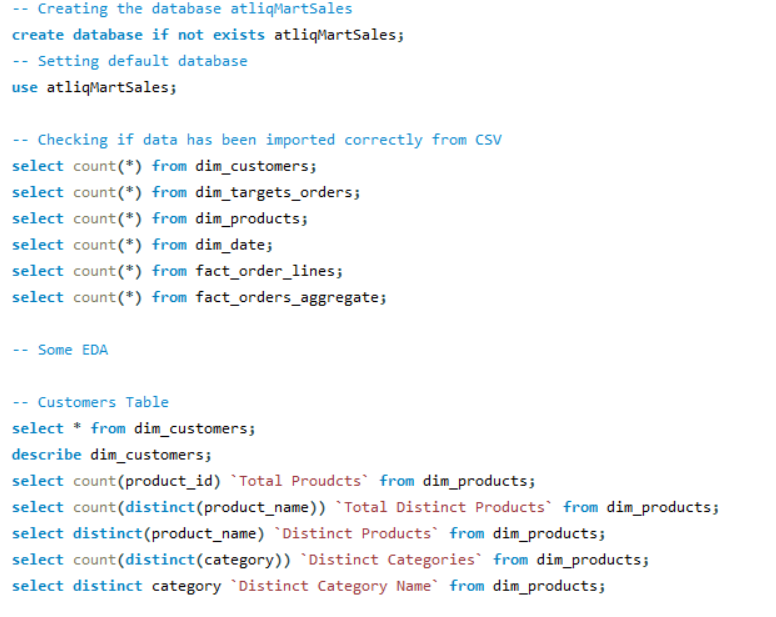 -- Creating the database atliqMartSales
create database if not exists atliqMartSales;
-- Setting default database
use atliqMartSales;
-- Checking if data has been imported correctly from CSV
select count(*) from dim_customers;
select count(*) from dim_targets_orders;
select count(*) from dim_products;
select count(*) from dim_date;
select count(*) from fact_order_lines;
select count(*) from fact_orders_aggregate;
-- Some EDA
-- Customers Table
select * from dim_customers;
describe dim_customers;
select count(product_id) `Total Proudcts` from dim_products;
select count(distinct(product_name)) `Total Distinct Products` from dim_products;
select distinct(product_name) `Distinct Products` from dim_products;
select count(distinct(category)) `Distinct Categories` from dim_products;
select distinct category `Distinct Category Name` from dim_products;